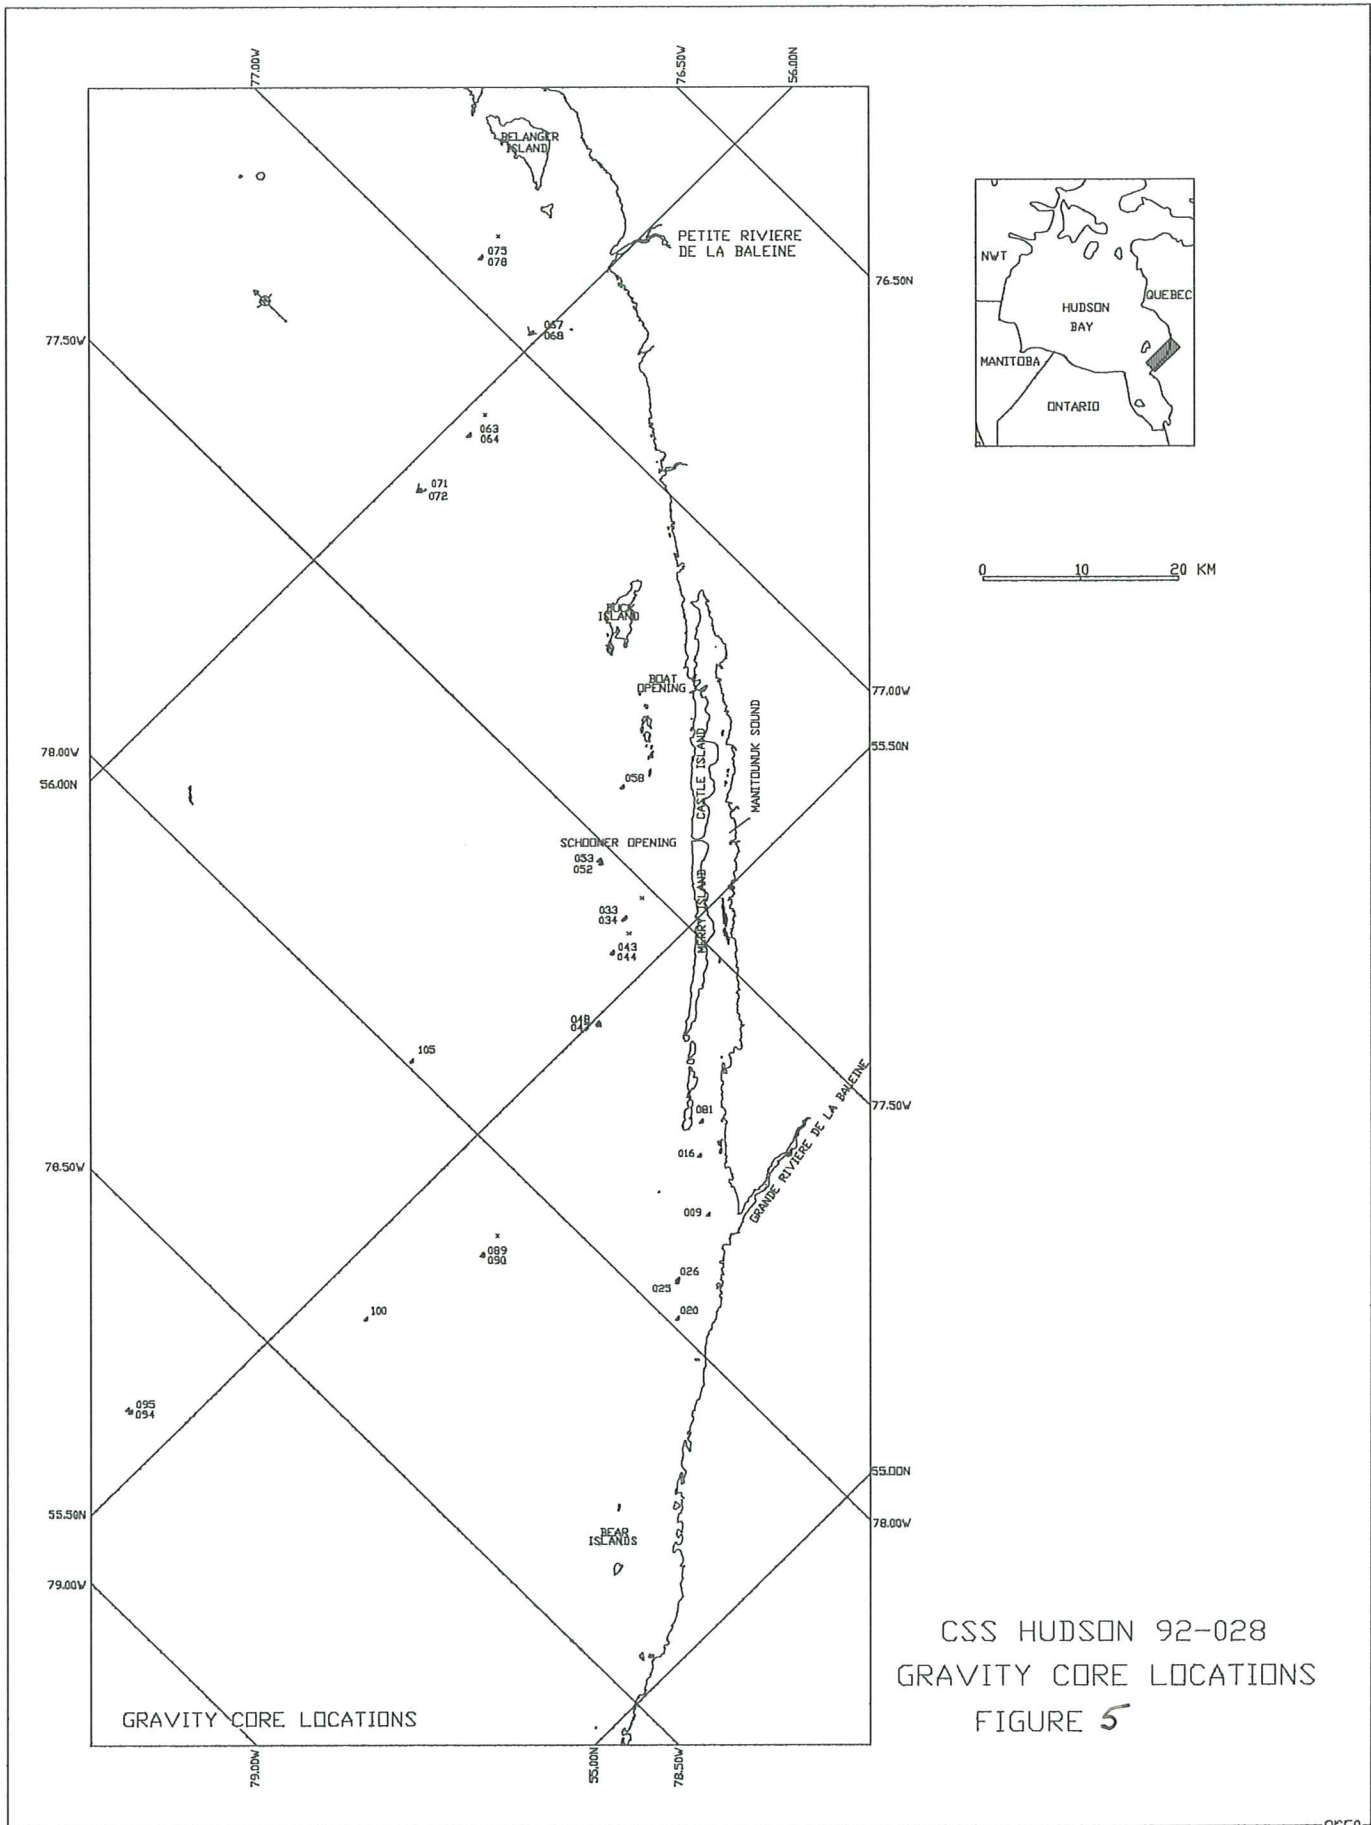 77.00W
76.50W
56.00N
BELANGER
ISLAND
PETITE RIVIERE
DE LA BALEINE
075
078
76.50N
77.50W
067
068
063
064
071
072
NWT
QUEBEC
HUDSON
BAY
MANITOBA
ONTARIO
0 10 20 KM
BUCK
ISLAND
BOAT
OPENING
77.00W
55.50N
MANITOUNUK SOUND
CASTLE ISLAND
MERRY ISLAND
78.00W
56.00N
058
SCHOONER OPENING
053
052
033
034
043
044
048
105
081
77.50W
GRANDE RIVIERE DE LA BALEINE
016
78.50W
009
089
090
026
025
020
100
095
094
55.00N
78.00W
55.50N
BEAR
ISLANDS
79.00W
GRAVITY CORE LOCATIONS
79.00W
55.00N
78.50W
CSS HUDSON 92-028
GRAVITY CORE LOCATIONS
FIGURE 5